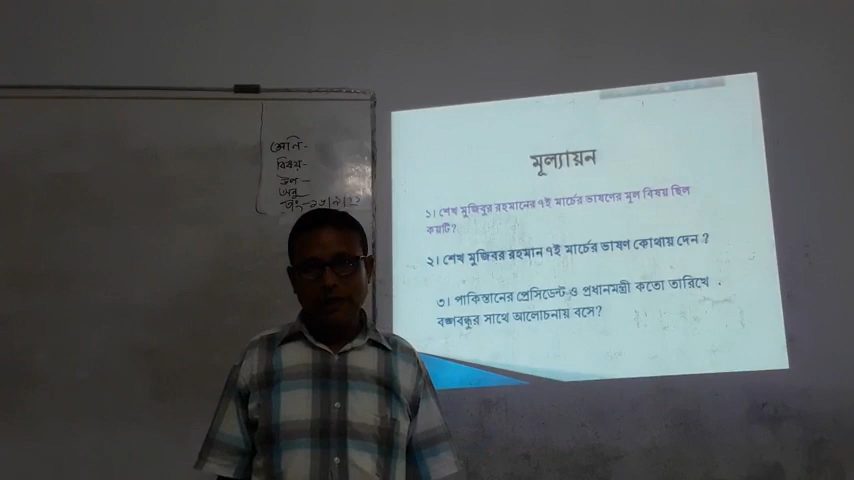 শ্রেণি-
বিষয়-
তাং-
মূল্যায়ন
১। শেখ মুজিবুর রহমানের ৭ই মার্চের ভাষণের মূল বিষয় ছিল
কয়টি?
২। শেখ মুজিবর রহমান ৭ই মার্চের ভাষণ কোথায় দেন ?
৩। পাকিস্তানের প্রেসিডেন্ট ও প্রধানমন্ত্রী কতো তারিখে
বঙ্গবন্ধুর সাথে আলোচনায় বসে?